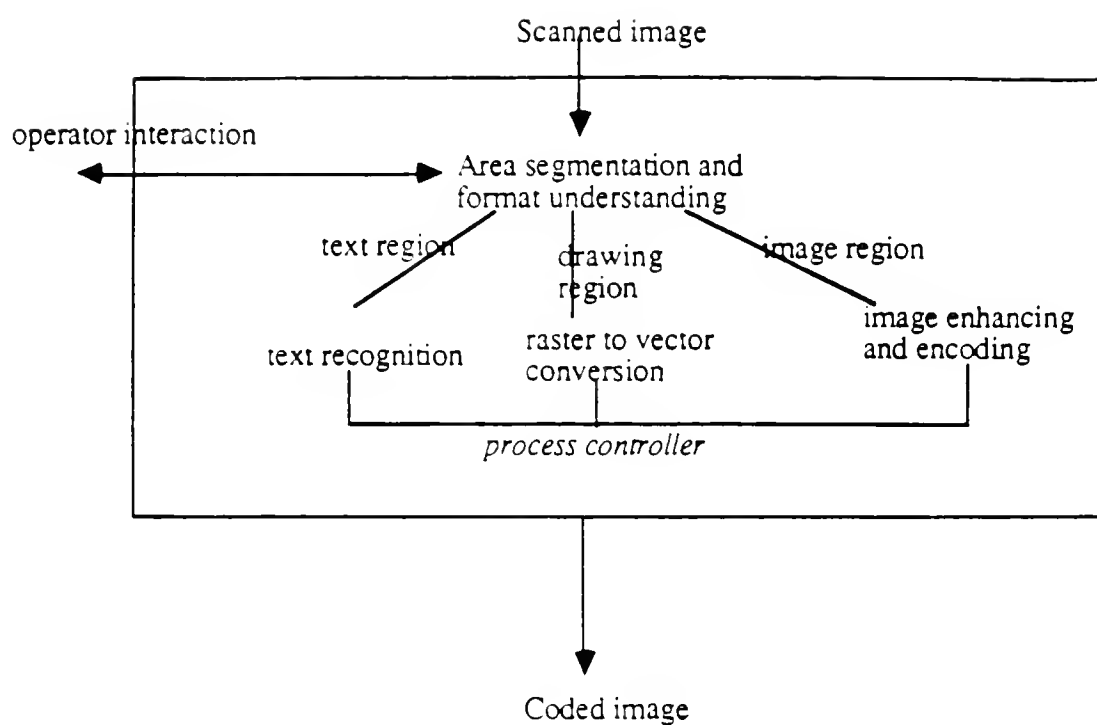 Scanned image
operator interaction
Area segmentation and
format understanding
text region
drawing
region
image region
text recognition
raster to vector
conversion
image enhancing
and encoding
process controller
Coded image